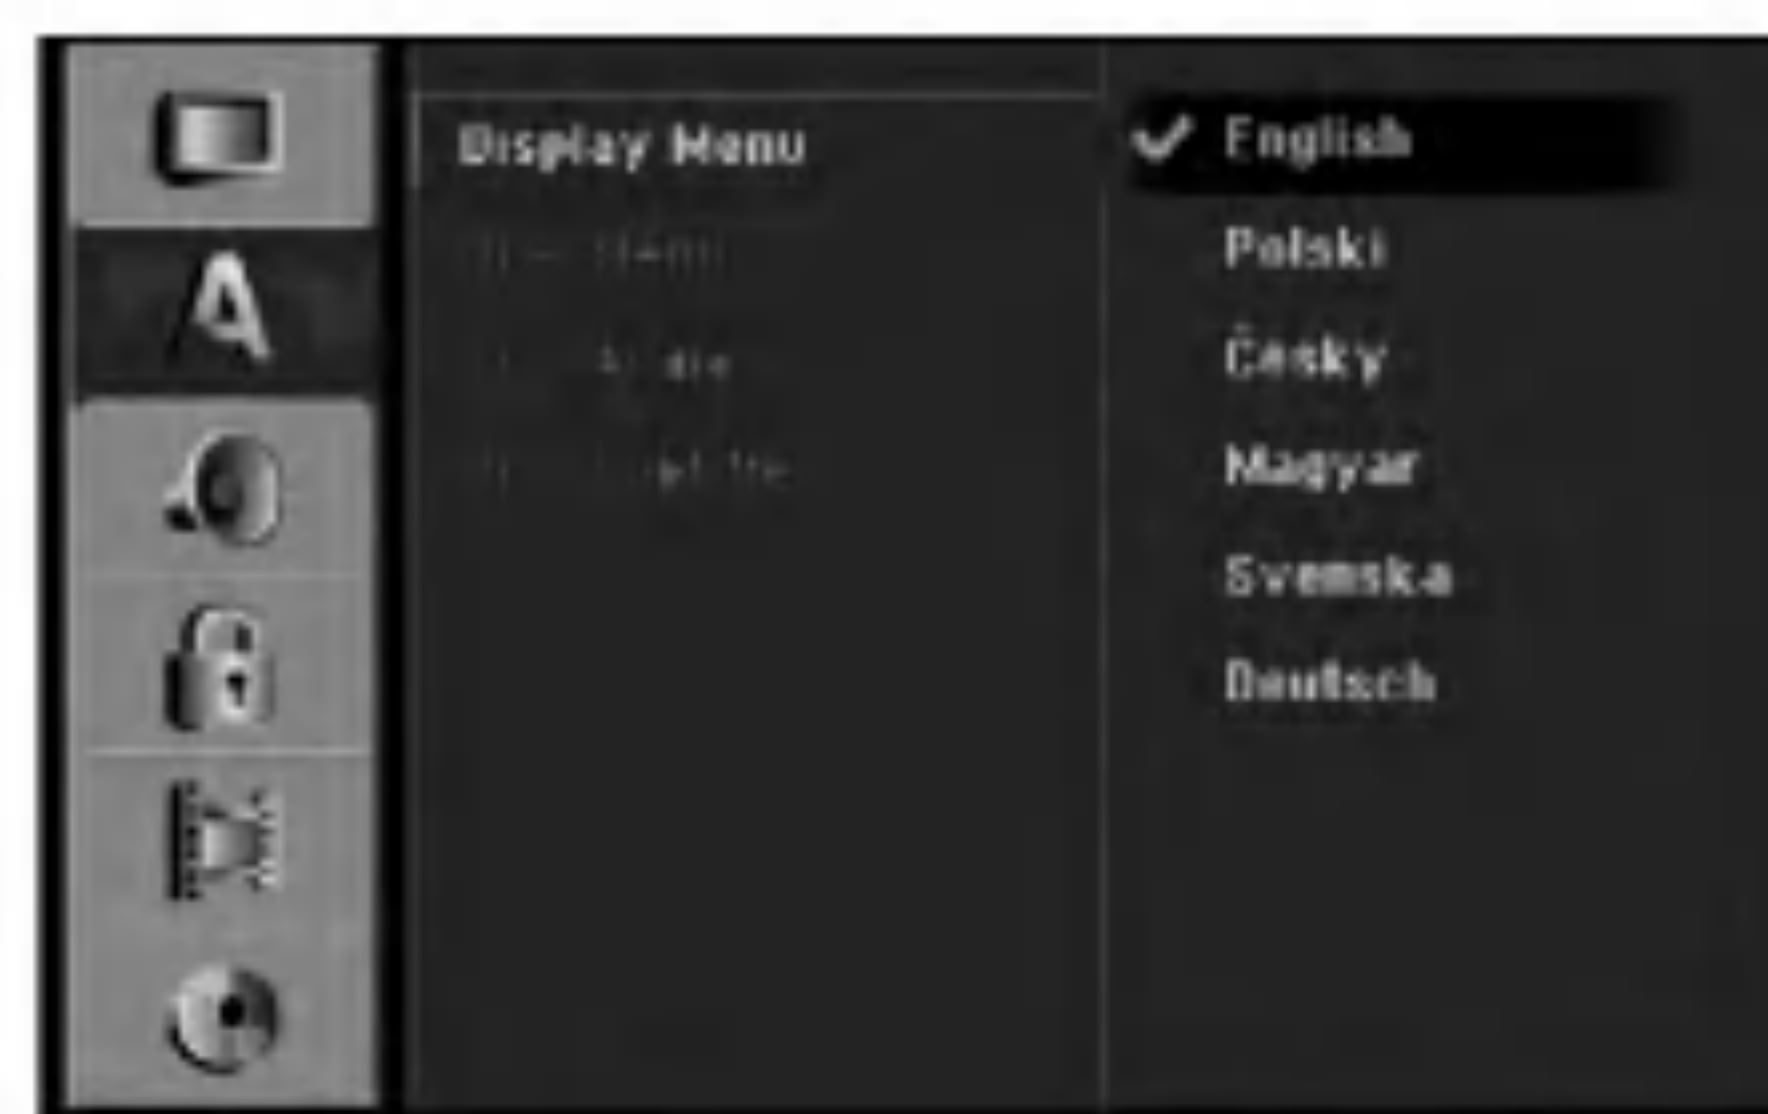 Display Menu
English
Polski
Česky
Magyar
Svenska
Deutsch